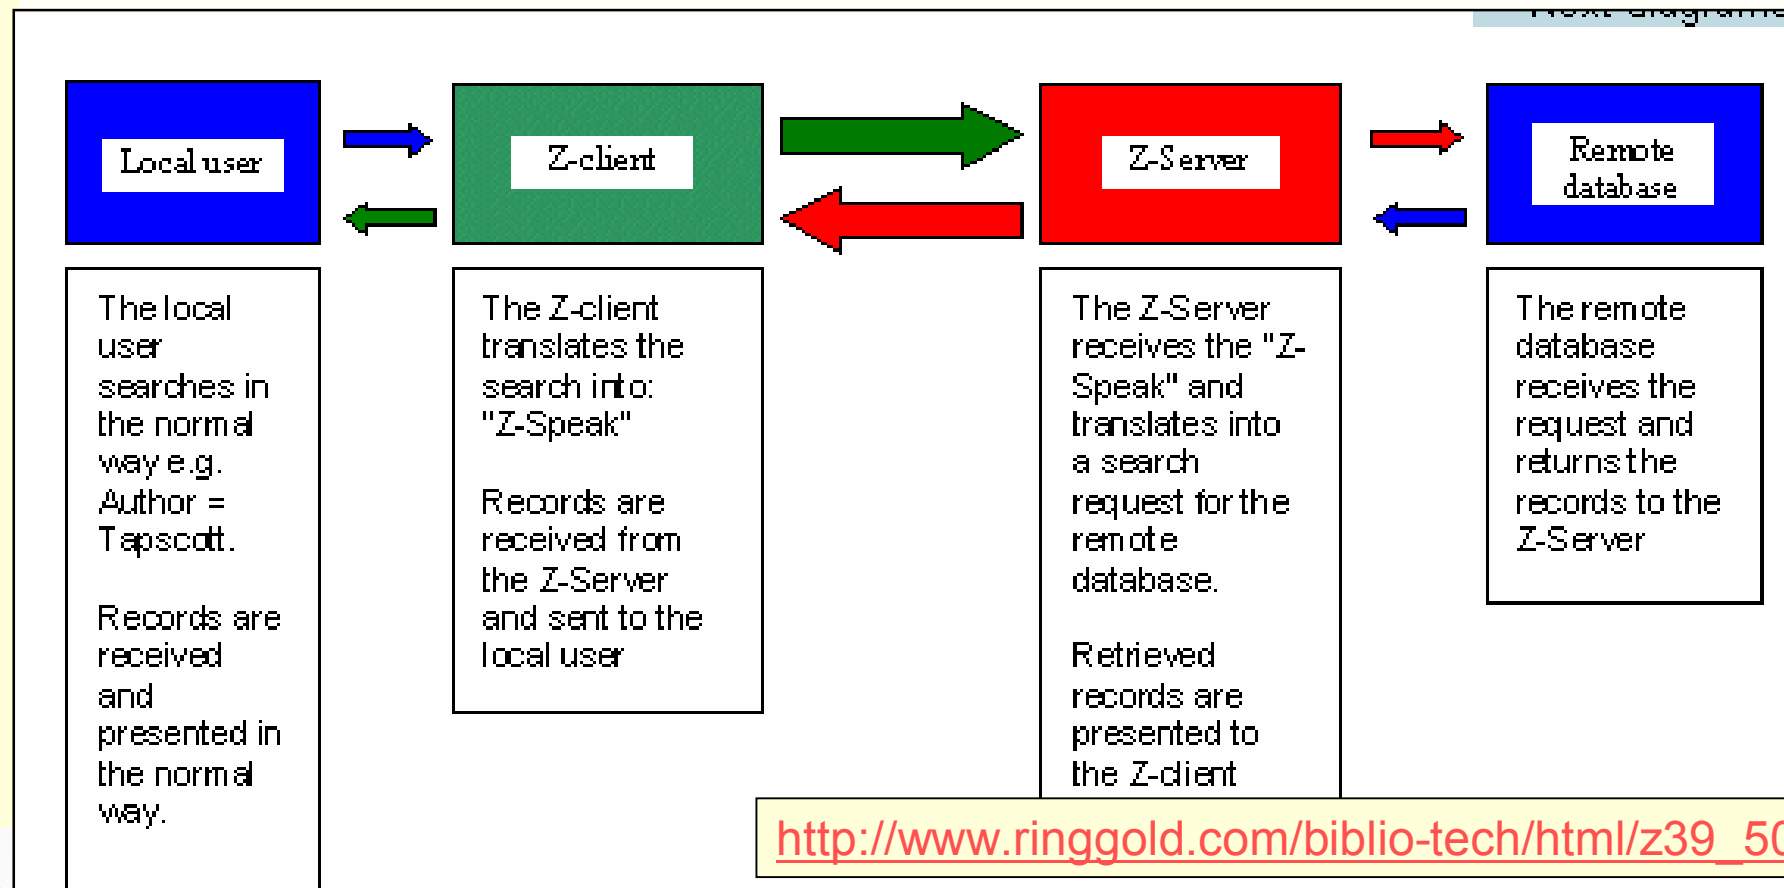 Local user
Z-client
Z-Server
Remote
database
The local
user
searches in
the normal
way e.g.
Author =
Tapscott.
Records are
received
and
presented in
the normal
way.
The Z-client
translates the
search into:
"Z-Speak"
Records are
received from
the Z-Server
and sent to the
local user
The Z-Server
receives the "Z-
Speak" and
translates into
a search
request for the
remote
database.
Retrieved
records are
presented to
the Z-client
The remote
database
receives the
request and
returns the
records to the
Z-Server
http://www.ringgold.com/biblio-tech/html/z39_50